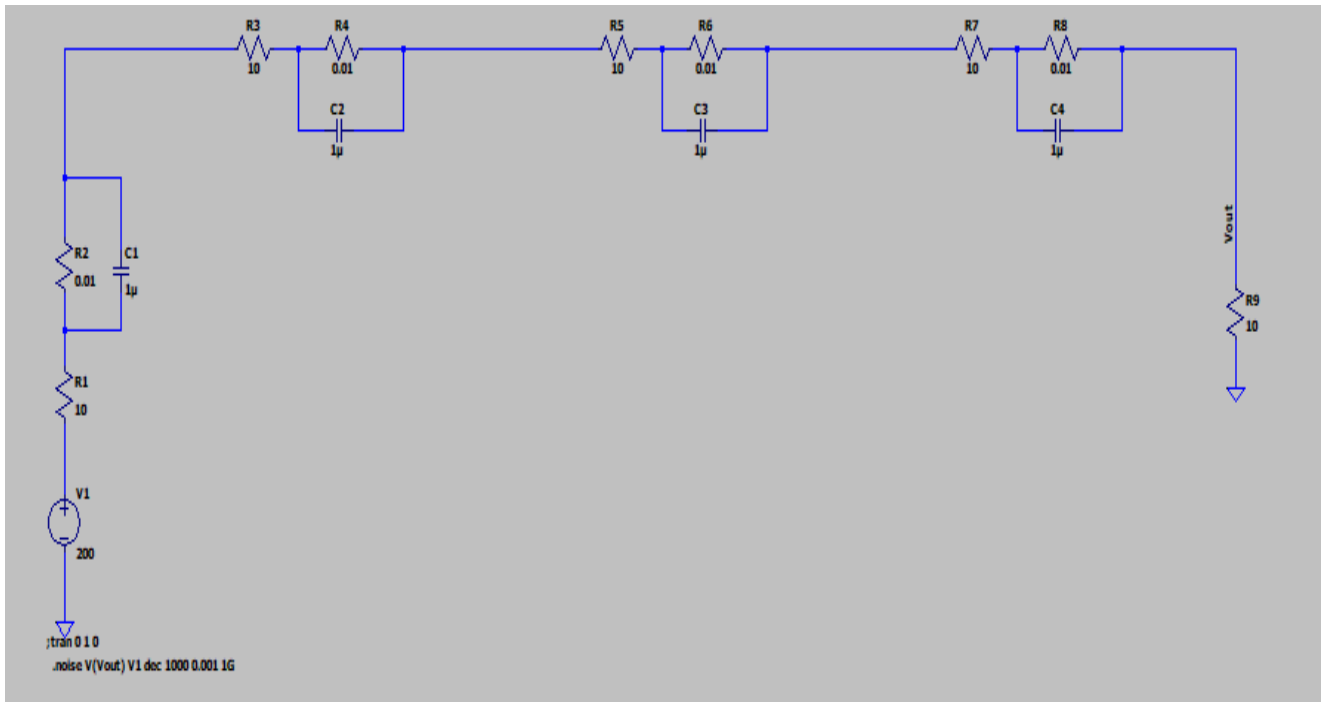 R3
10
R4
0.01
C2
1µ
R5
10
R6
0.01
C3
1µ
R7
10
R8
0.01
C4
1µ
R2
0.01
C1
1µ
R1
10
V1
200
Vout
R9
10
;tran 0 1 0
.noise V(Vout) V1 dec 1000 0.001 1G